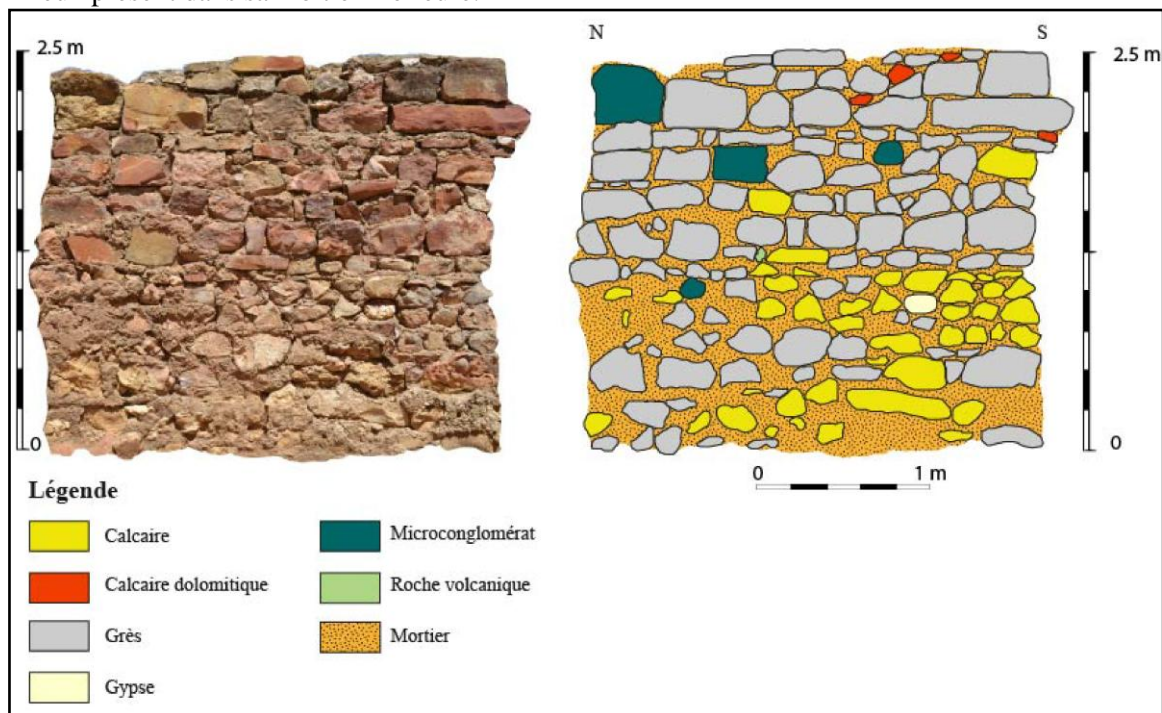 2.5 m
0
N
S
2.5 m
0
0
1 m
Légende
Calcaire
Calcaire dolomitique
Grès
Gypse
Microconglomérat
Roche volcanique
Mortier